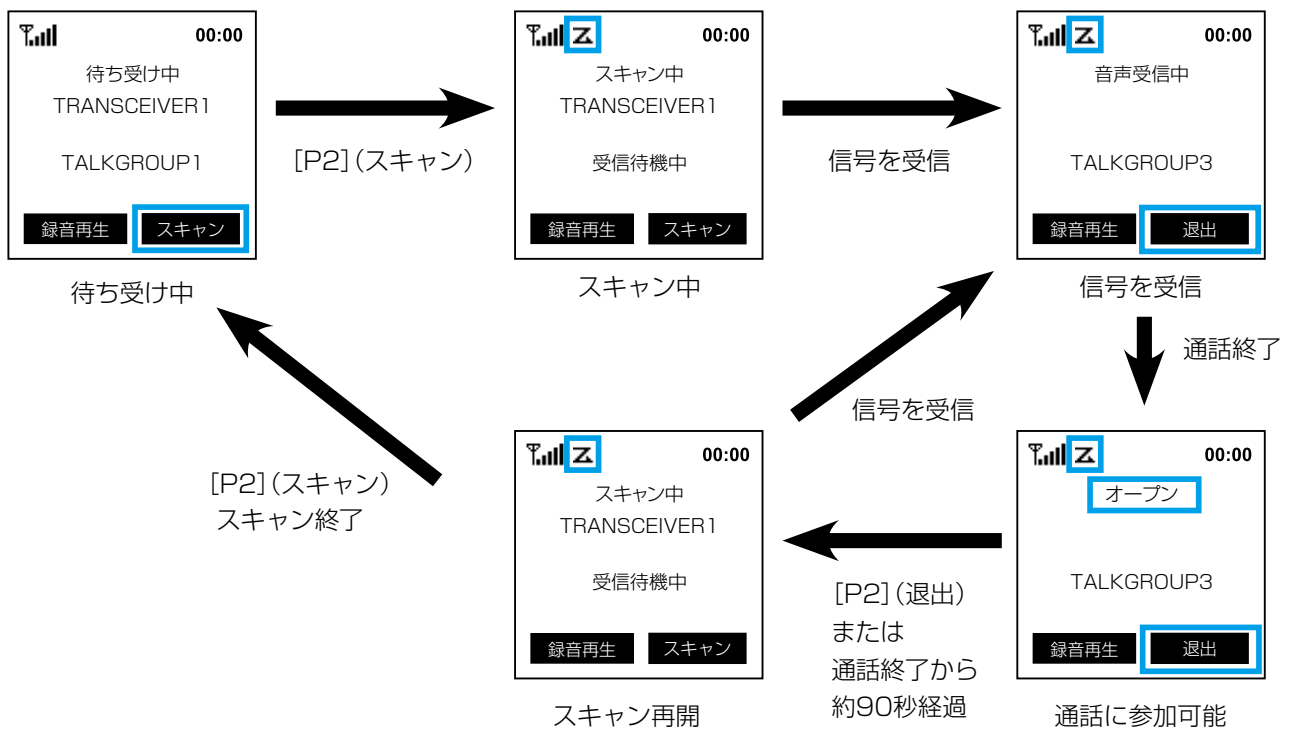 00:00
待ち受け中
TRANSCEIVER1
TALKGROUP1
録音再生 スキャン
待ち受け中
[P2](スキャン)
00:00
スキャン中
TRANSCEIVER1
受信待機中
録音再生 スキャン
スキャン中
信号を受信
00:00
音声受信中
TALKGROUP3
録音再生 退出
信号を受信
通話終了
00:00
オープン
TALKGROUP3
録音再生 退出
通話に参加可能
[P2](退出)
または
通話終了から
約90秒経過
00:00
スキャン中
TRANSCEIVER1
受信待機中
録音再生 スキャン
スキャン再開
信号を受信
[P2](スキャン)
スキャン終了